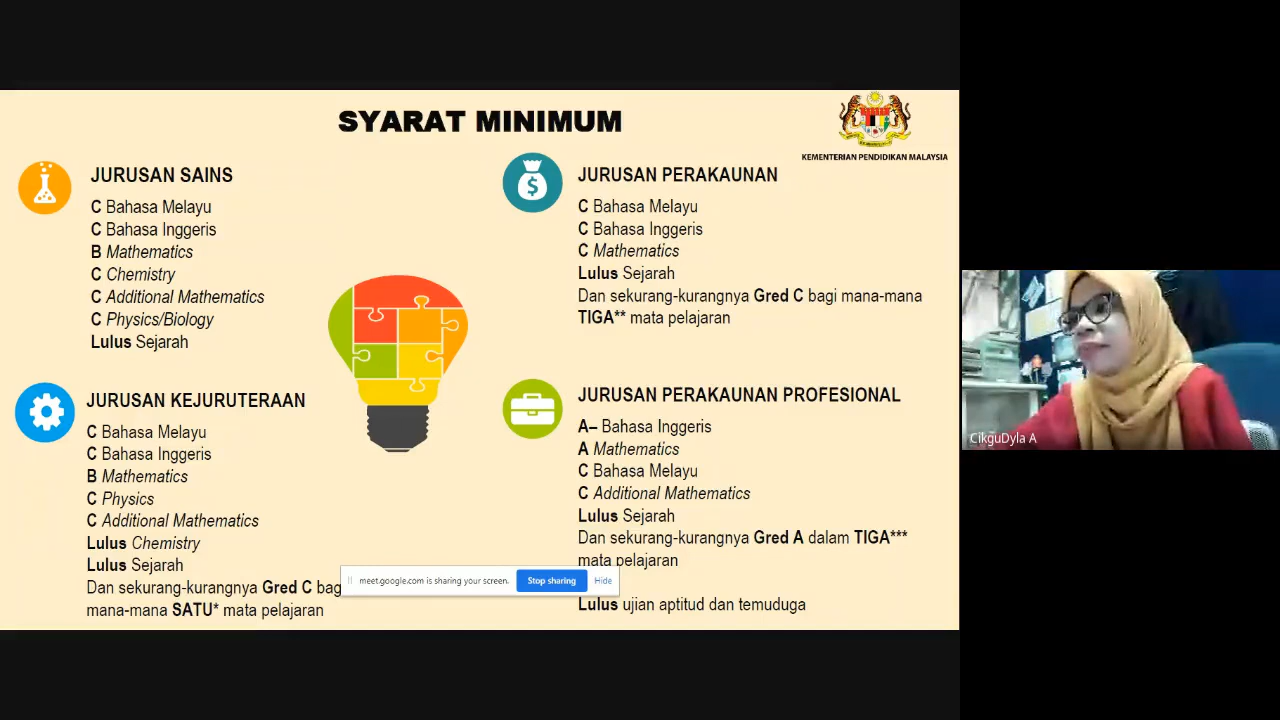 SYARAT MINIMUM
KEMENTERIAN PENDIDIKAN MALAYSIA
JURUSAN SAINS
C Bahasa Melayu
C Bahasa Inggeris
B Mathematics
C Chemistry
C Additional Mathematics
C Physics/Biology
Lulus Sejarah
JURUSAN PERAKAUNAN
C Bahasa Melayu
C Bahasa Inggeris
C Mathematics
Lulus Sejarah
Dan sekurang-kurangnya Gred C bagi mana-mana
TIGA** mata pelajaran
JURUSAN KEJURUTERAAN
C Bahasa Melayu
C Bahasa Inggeris
B Mathematics
C Physics
C Additional Mathematics
Lulus Chemistry
Lulus Sejarah
Dan sekurang-kurangnya Gred C bag
mana-mana SATU* mata pelajaran
JURUSAN PERAKAUNAN PROFESIONAL
A– Bahasa Inggeris
A Mathematics
C Bahasa Melayu
C Additional Mathematics
Lulus Sejarah
Dan sekurang-kurangnya Gred A dalam TIGA***
mata pelajaran
Lulus ujian aptitud dan temuduga
meet.google.com is sharing your screen. Stop sharing Hide
CikguDyla A